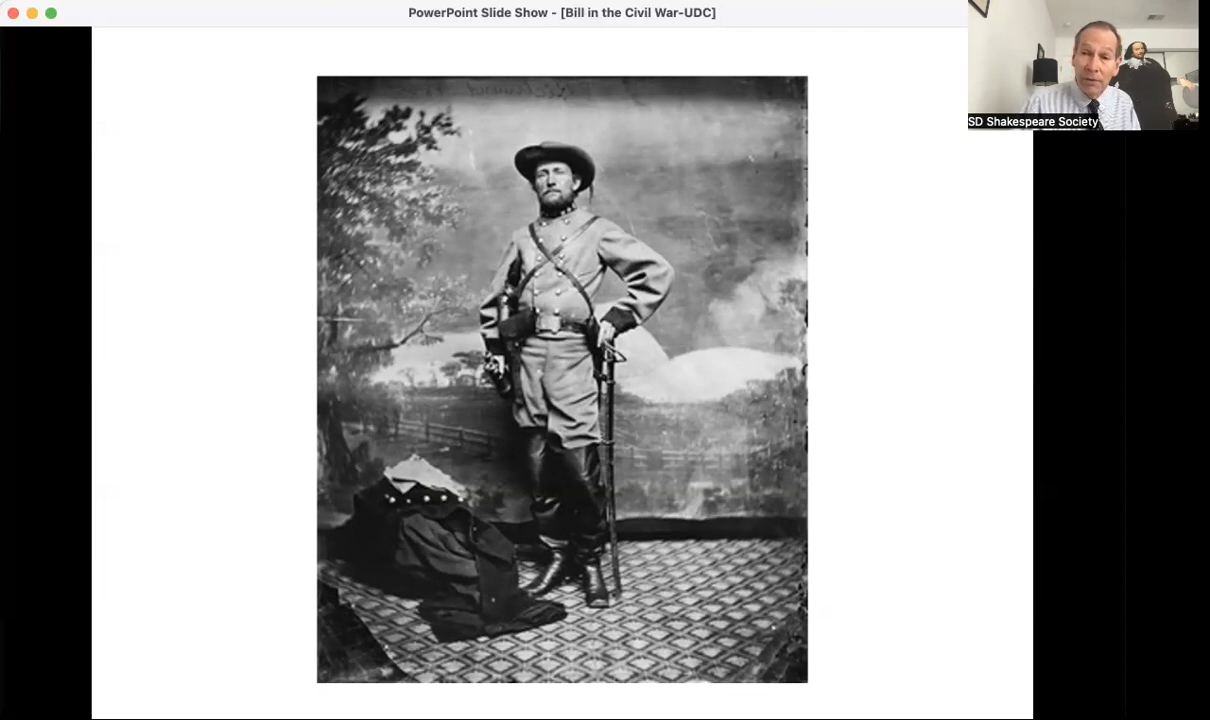 PowerPoint Slide Show - [Bill in the Civil War-UDC]
SD Shakespeare Society